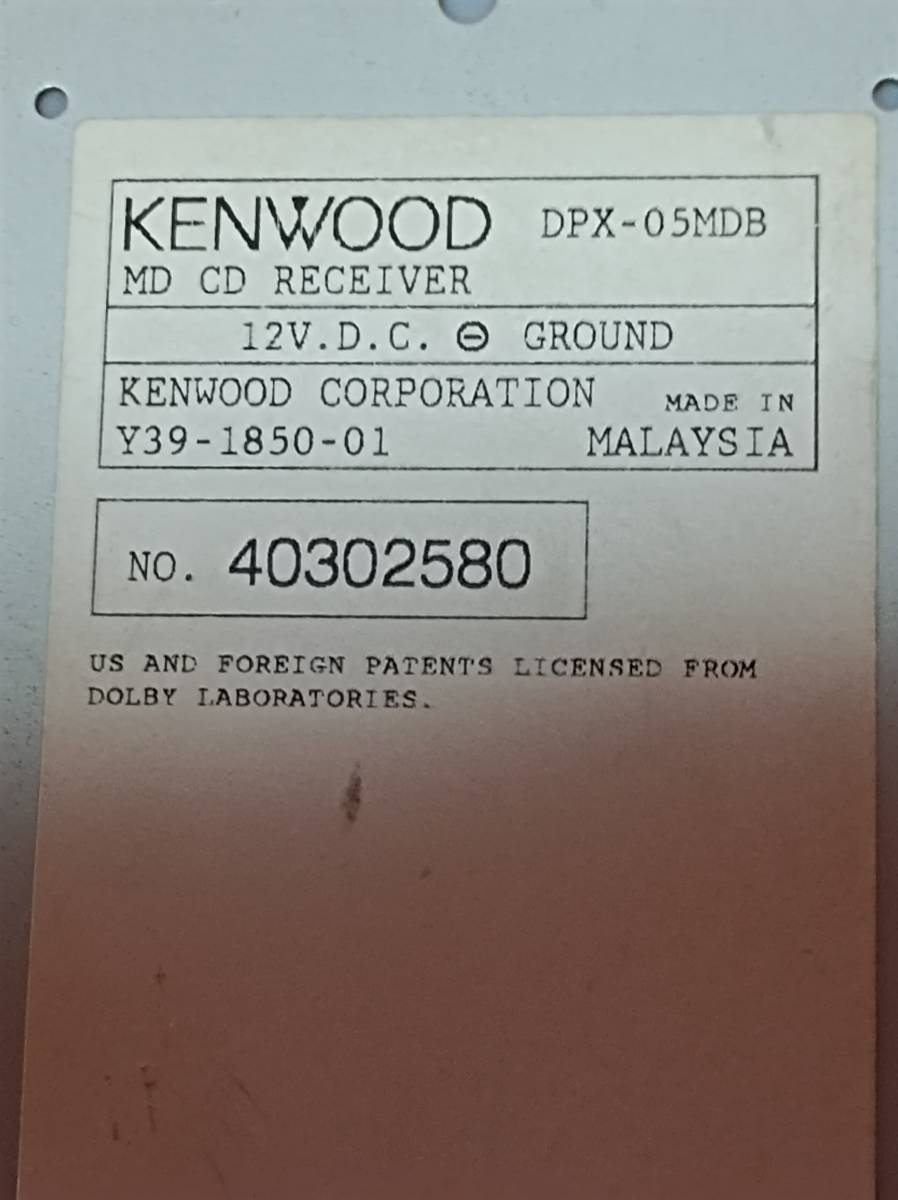 KENWOOD DPX-05MDB
MD CD RECEIVER
12V.D.C. ⊖ GROUND
KENWOOD CORPORATION MADE IN
Y39-1850-01 MALAYSIA
NO. 40302580
US AND FOREIGN PATENTS LICENSED FROM
DOLBY LABORATORIES.